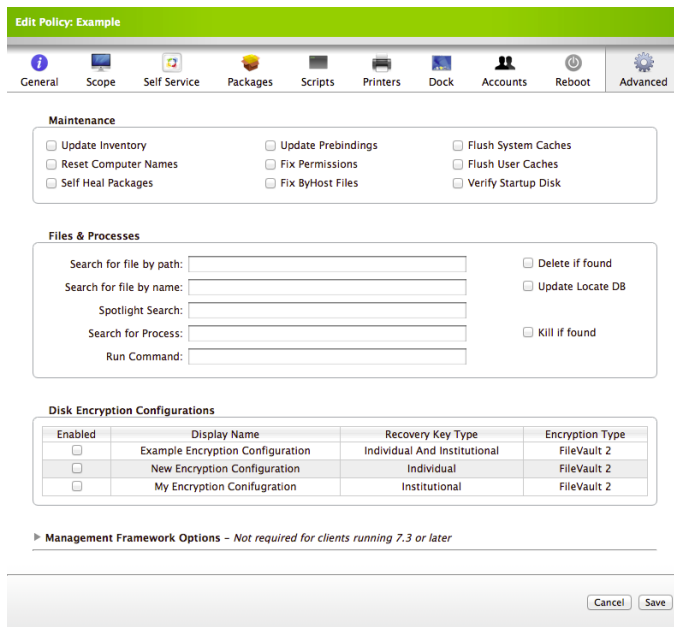 Edit Policy: Example
General Scope Self Service Packages Scripts Printers Dock Accounts Reboot Advanced
Maintenance
Update Inventory Update Prebindings Flush System Caches
Reset Computer Names Fix Permissions Flush User Caches
Self Heal Packages Fix ByHost Files Verify Startup Disk
Files & Processes
Search for file by path: Delete if found
Search for file by name: Update Locate DB
Spotlight Search:
Search for Process: Kill if found
Run Command:
Disk Encryption Configurations
Enabled Display Name Recovery Key Type Encryption Type
Example Encryption Configuration Individual And Institutional FileVault 2
New Encryption Configuration Individual FileVault 2
My Encryption Conifugration Institutional FileVault 2
Management Framework Options – Not required for clients running 7.3 or later
Cancel Save